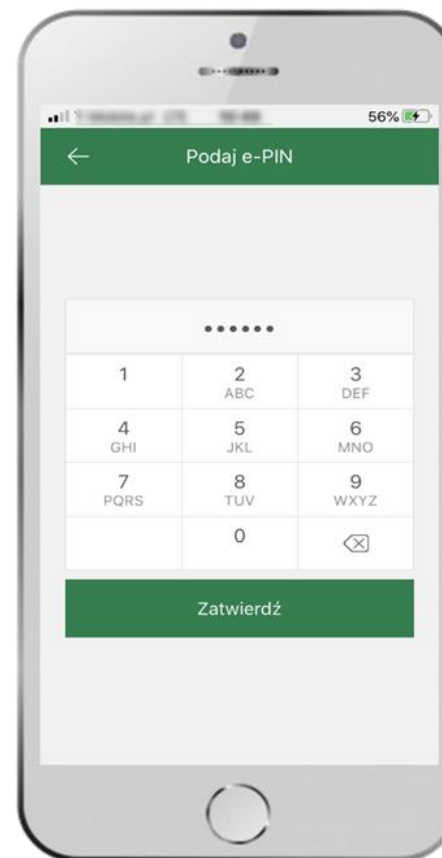 56%
Podaj e-PIN
••••••
1 2 3
ABC DEF
4 5 6
GHI JKL MNO
7 8 9
PQRS TUV WXYZ
0
Zatwierdź